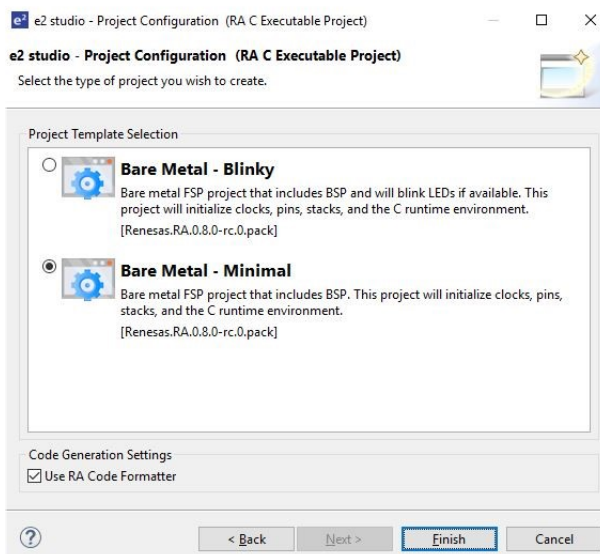 e² e2 studio - Project Configuration (RA C Executable Project)
e2 studio - Project Configuration (RA C Executable Project)
Select the type of project you wish to create.
Project Template Selection
Bare Metal - Blinky
Bare metal FSP project that includes BSP and will blink LEDs if available. This
project will initialize clocks, pins, stacks, and the C runtime environment.
[Renesas.RA.0.8.0-rc.0.pack]
Bare Metal - Minimal
Bare metal FSP project that includes BSP. This project will initialize clocks, pins,
stacks, and the C runtime environment.
[Renesas.RA.0.8.0-rc.0.pack]
Code Generation Settings
Use RA Code Formatter
? < Back Next > Finish Cancel